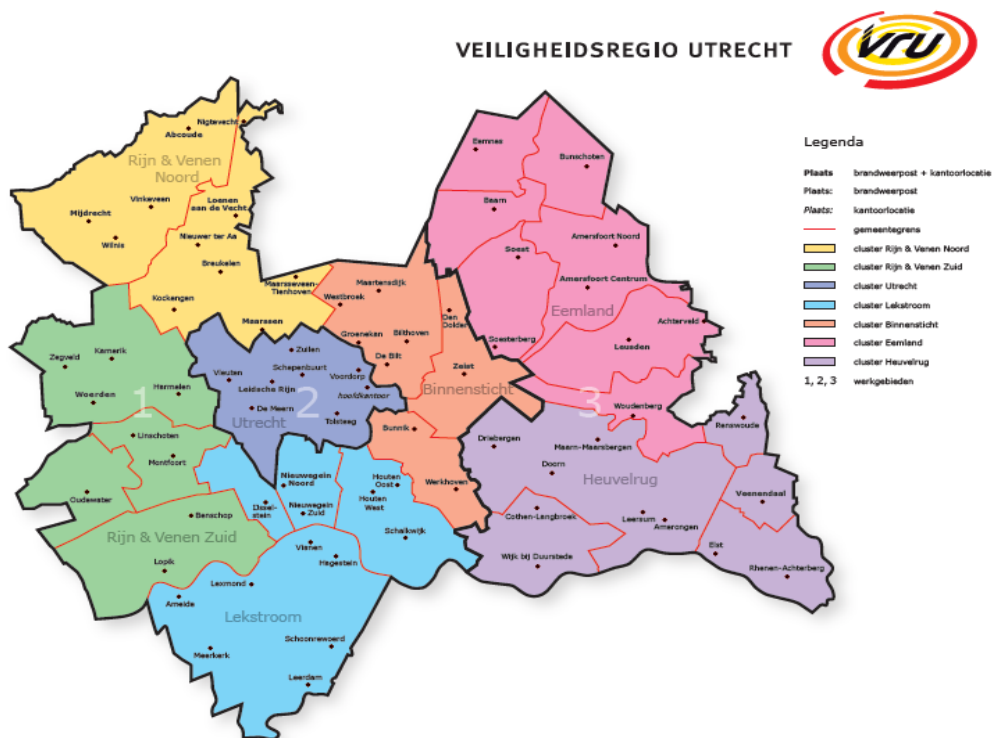 VEILIGHEIDSREGIO UTRECHT
vru
Legenda
Plaats brandweerpost + kantoorlocatie
Plaats: brandweerpost
Plaats: kantoorlocatie
gemeentegrens
cluster Rijn & Venen Noord
cluster Rijn & Venen Zuid
cluster Utrecht
cluster Lekstroom
cluster Binnensticht
cluster Eemland
cluster Heuvelrug
1, 2, 3 werkgebieden
Rijn & Venen
Noord
Nigtevecht
Abcoude
Vinkeveen
Mijdrecht
Wilnis
Loenen
aan de Vecht
Nieuwer ter Aa
Breukelen
Kockengen
Maarsseveen-
Tienhoven
Maarssen
Eemland
Eemnes
Bunschoten
Baarn
Soest
Amersfoort Noord
Amersfoort Centrum
Achterveld
Leusden
Soesterberg
Woudenberg
3
Binnensticht
Westbroek
Maartensdijk
Groenekan
Bilthoven
De Bilt
Den
Dolder
Zeist
Bunnik
Werkhoven
1
Zegveld
Kamerik
Woerden
Harmelen
Linschoten
Montfoort
Oudewater
Benschop
Rijn & Venen Zuid
Lopik
Utrecht
2
Zuilen
Vleuten
Schepenbuurt
Leidsche Rijn
Voordorp
hoofdkantoor
De Meern
Tolsteeg
Lekstroom
IJssel-
stein
Nieuwegein
Noord
Nieuwegein
Zuid
Houten
Oost
Houten
West
Schalkwijk
Vianen
Hagestein
Lexmond
Ameide
Meerkerk
Schoonrewoerd
Leerdam
Heuvelrug
Driebergen
Maarn-Maarsbergen
Doorn
Cothen-Langbroek
Wijk bij Duurstede
Leersum
Amerongen
Renswoude
Veenendaal
Elst
Rhenen-Achterberg